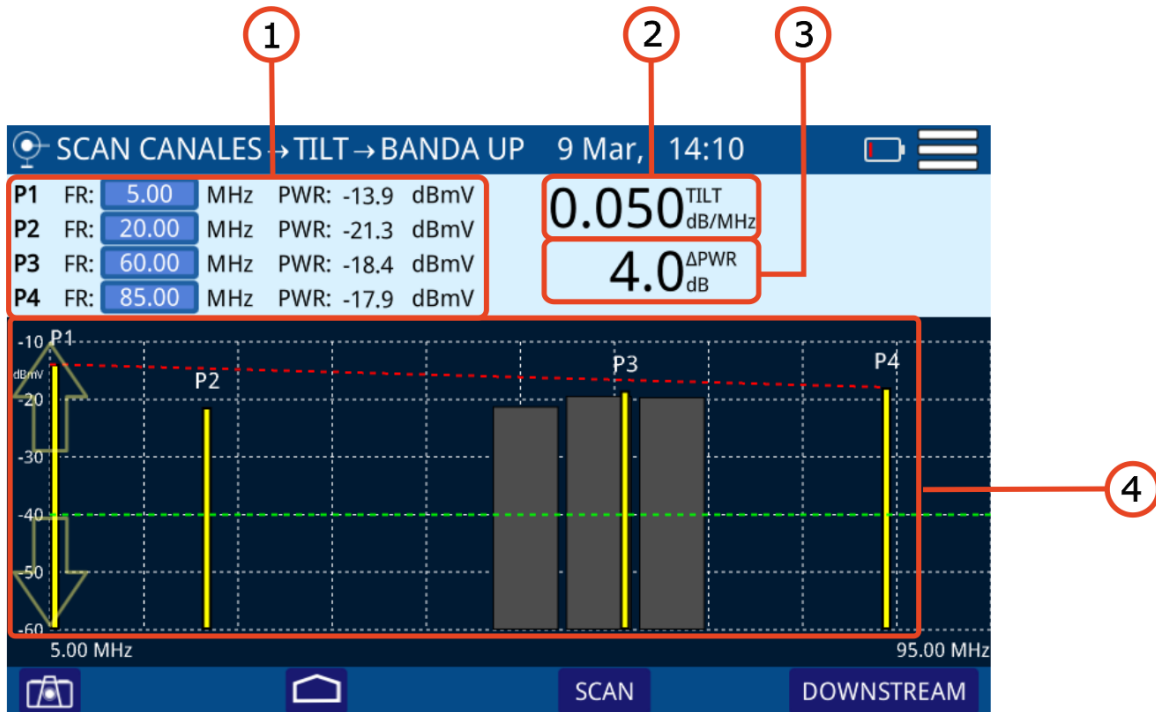 1 2 3
SCAN CANALES→TILT→BANDA UP 9 Mar, 14:10
P1 FR: 5.00 MHz PWR: -13.9 dBmV
P2 FR: 20.00 MHz PWR: -21.3 dBmV
P3 FR: 60.00 MHz PWR: -18.4 dBmV
P4 FR: 85.00 MHz PWR: -17.9 dBmV
0.050 TILT dB/MHz
4.0 ΔPWR dB
-10 P1
P3 P4
dBmV
P2
-20
-30
-40
4
-50
-60
5.00 MHz 95.00 MHz
SCAN DOWNSTREAM